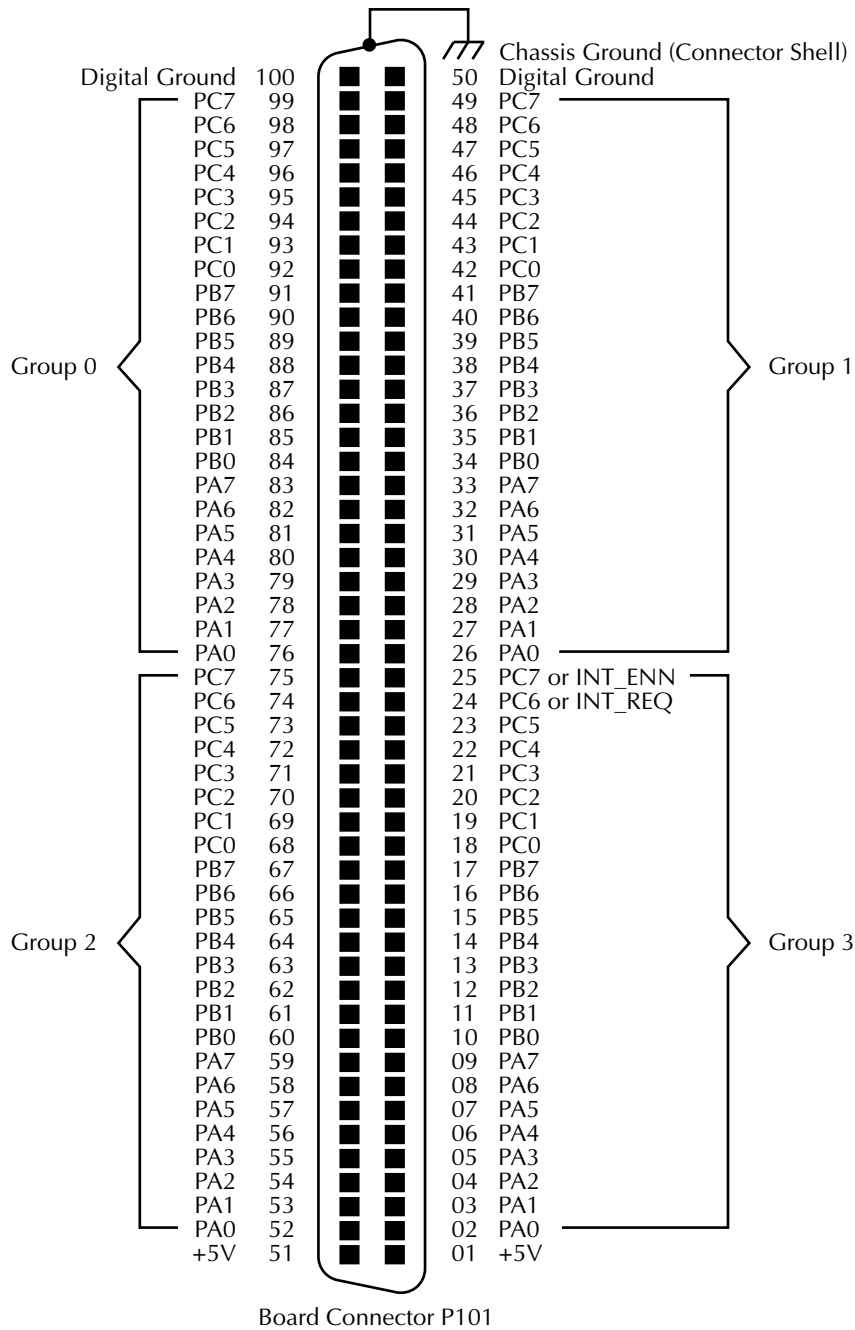 Chassis Ground (Connector Shell)
Digital Ground 100 50 Digital Ground
PC7 99 49 PC7
PC6 98 48 PC6
PC5 97 47 PC5
PC4 96 46 PC4
PC3 95 45 PC3
PC2 94 44 PC2
PC1 93 43 PC1
PC0 92 42 PC0
PB7 91 41 PB7
PB6 90 40 PB6
PB5 89 39 PB5
Group 0 PB4 88 38 PB4 Group 1
PB3 87 37 PB3
PB2 86 36 PB2
PB1 85 35 PB1
PB0 84 34 PB0
PA7 83 33 PA7
PA6 82 32 PA6
PA5 81 31 PA5
PA4 80 30 PA4
PA3 79 29 PA3
PA2 78 28 PA2
PA1 77 27 PA1
PA0 76 26 PA0
PC7 75 25 PC7 or INT_ENN
PC6 74 24 PC6 or INT_REQ
PC5 73 23 PC5
PC4 72 22 PC4
PC3 71 21 PC3
PC2 70 20 PC2
PC1 69 19 PC1
PC0 68 18 PC0
PB7 67 17 PB7
PB6 66 16 PB6
PB5 65 15 PB5
Group 2 PB4 64 14 PB4 Group 3
PB3 63 13 PB3
PB2 62 12 PB2
PB1 61 11 PB1
PB0 60 10 PB0
PA7 59 09 PA7
PA6 58 08 PA6
PA5 57 07 PA5
PA4 56 06 PA4
PA3 55 05 PA3
PA2 54 04 PA2
PA1 53 03 PA1
PA0 52 02 PA0
+5V 51 01 +5V
Board Connector P101